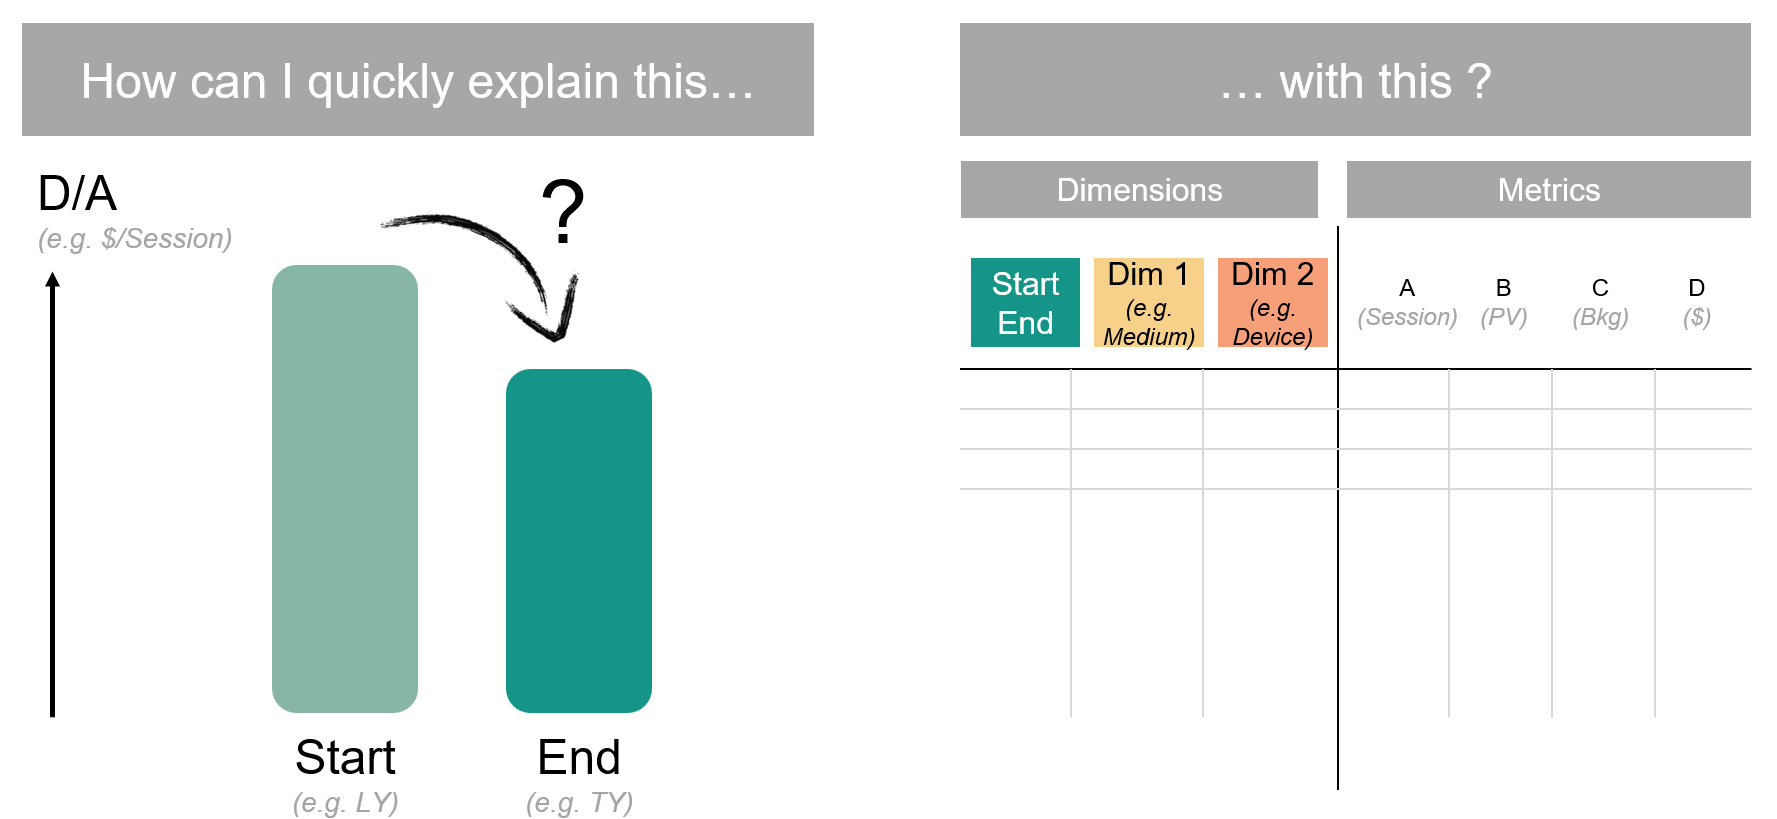 How can I quickly explain this…
… with this ?
D/A
(e.g. $/Session)
?
Start
(e.g. LY)
End
(e.g. TY)
Dimensions
Metrics
Start
End
Dim 1
(e.g.
Medium)
Dim 2
(e.g.
Device)
A
(Session)
B
(PV)
C
(Bkg)
D
($)